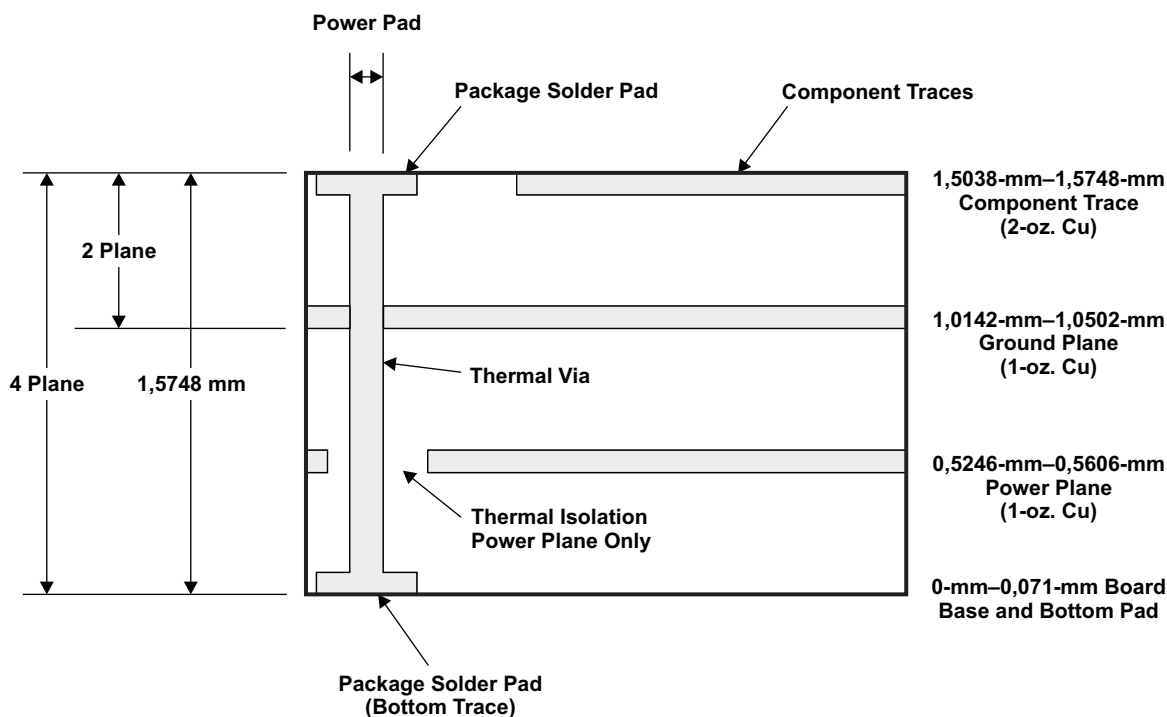 Power Pad
Package Solder Pad
Component Traces
1,5038-mm–1,5748-mm
Component Trace
(2-oz. Cu)
2 Plane
1,0142-mm–1,0502-mm
Ground Plane
(1-oz. Cu)
4 Plane
1,5748 mm
Thermal Via
0,5246-mm–0,5606-mm
Power Plane
(1-oz. Cu)
Thermal Isolation
Power Plane Only
0-mm–0,071-mm Board
Base and Bottom Pad
Package Solder Pad
(Bottom Trace)